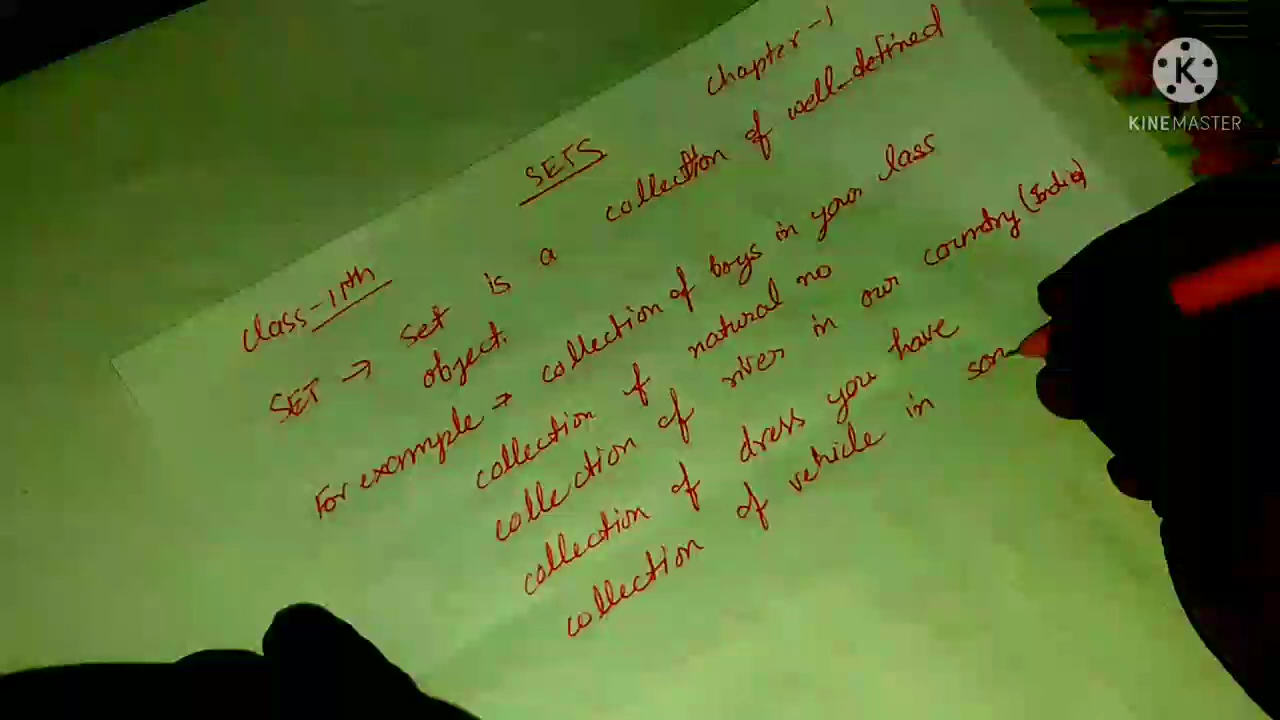 Chapter-1
SETS
class-11th
SET → set is a collection of well-defined
object.
For example → collection of boys in your class
collection of natural no
collection of river in our country (India)
collection of dress you have
collection of vehicle in som
K
KINEMASTER